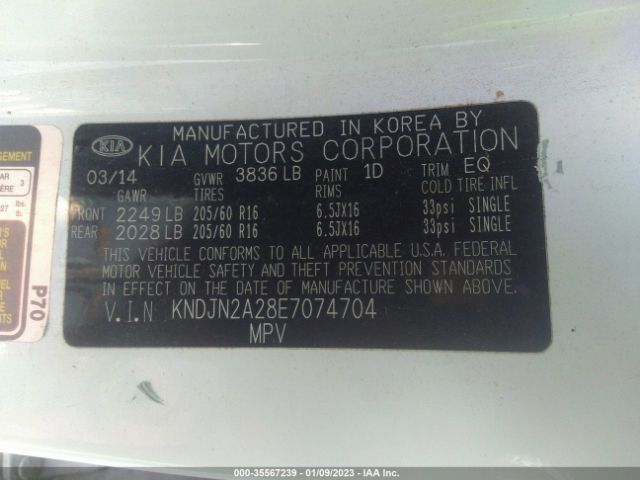 MANUFACTURED IN KOREA BY
KIA KIA MOTORS CORPORATION
03/14 GVWR 3836 LB PAINT 1D TRIM EQ
GAWR TIRES RIMS COLD TIRE INFL
FRONT 2249 LB 205/60 R16 6.5JX16 33psi SINGLE
REAR 2028 LB 205/60 R16 6.5JX16 33psi SINGLE
THIS VEHICLE CONFORMS TO ALL APPLICABLE U.S.A. FEDERAL
MOTOR VEHICLE SAFETY AND THEFT PREVENTION STANDARDS
IN EFFECT ON THE DATE OF MANUFACTURE SHOWN ABOVE.
V.I.N KNDJN2A28E7074704
MPV
P70
000-35567239 - 01/09/2023 - IAA Inc.